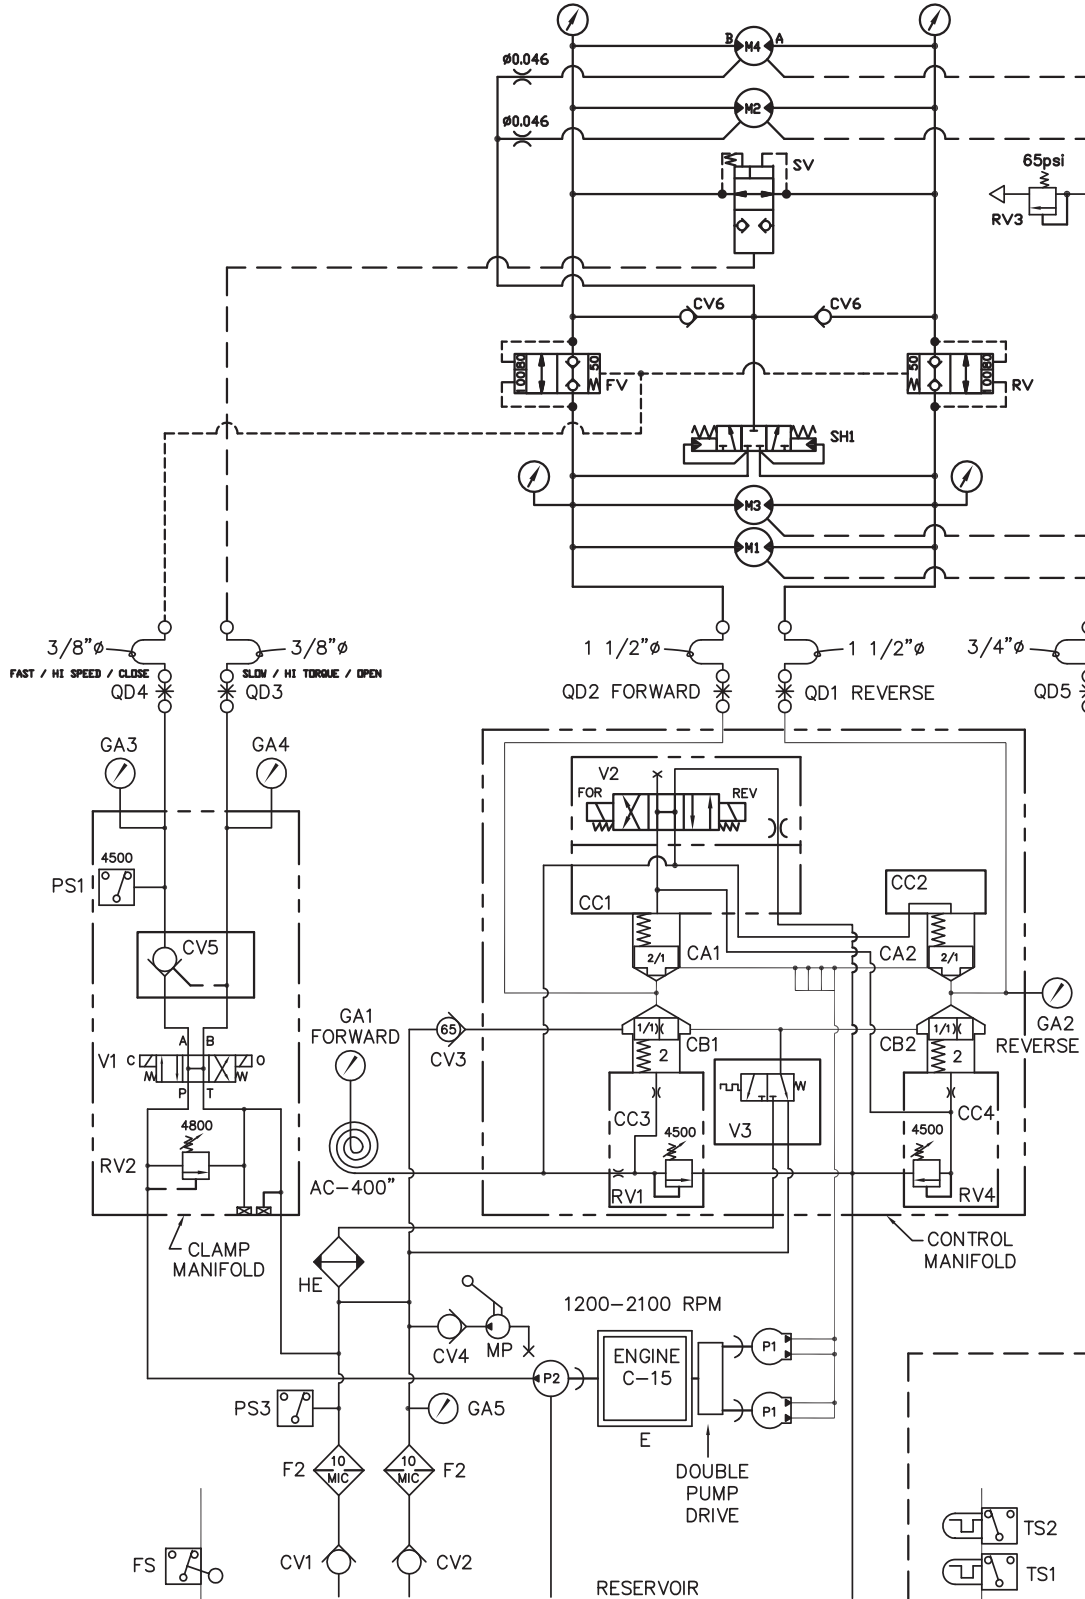 B M4 A
ø0.046
M2
ø0.046
SV
65psi
RV3
CV6
CV6
100 80
50
FV
50
100 80
RV
SH1
M3
M1
3/8"ø
3/8"ø
1 1/2"ø
1 1/2"ø
3/4"ø
FAST / HI SPEED / CLOSE
SLOW / HI TORQUE / OPEN
QD4
QD3
QD2 FORWARD
QD1 REVERSE
QD5
GA3
GA4
V2
FOR
REV
4500
PS1
CC1
CC2
CV5
CA1
2/1
CA2
2/1
GA1
FORWARD
65
CV3
1/1
CB1
2
CB2
1/1
2
GA2
REVERSE
A
B
V1
C
O
P
T
4800
RV2
CC3
4500
RV1
V3
CC4
4500
RV4
AC-400"
CLAMP
MANIFOLD
CONTROL
MANIFOLD
HE
1200-2100 RPM
CV4
MP
P2
ENGINE
C-15
E
P1
P1
PS3
GA5
DOUBLE
PUMP
DRIVE
F2
10
MIC
10
MIC
F2
TS2
FS
CV1
CV2
TS1
RESERVOIR